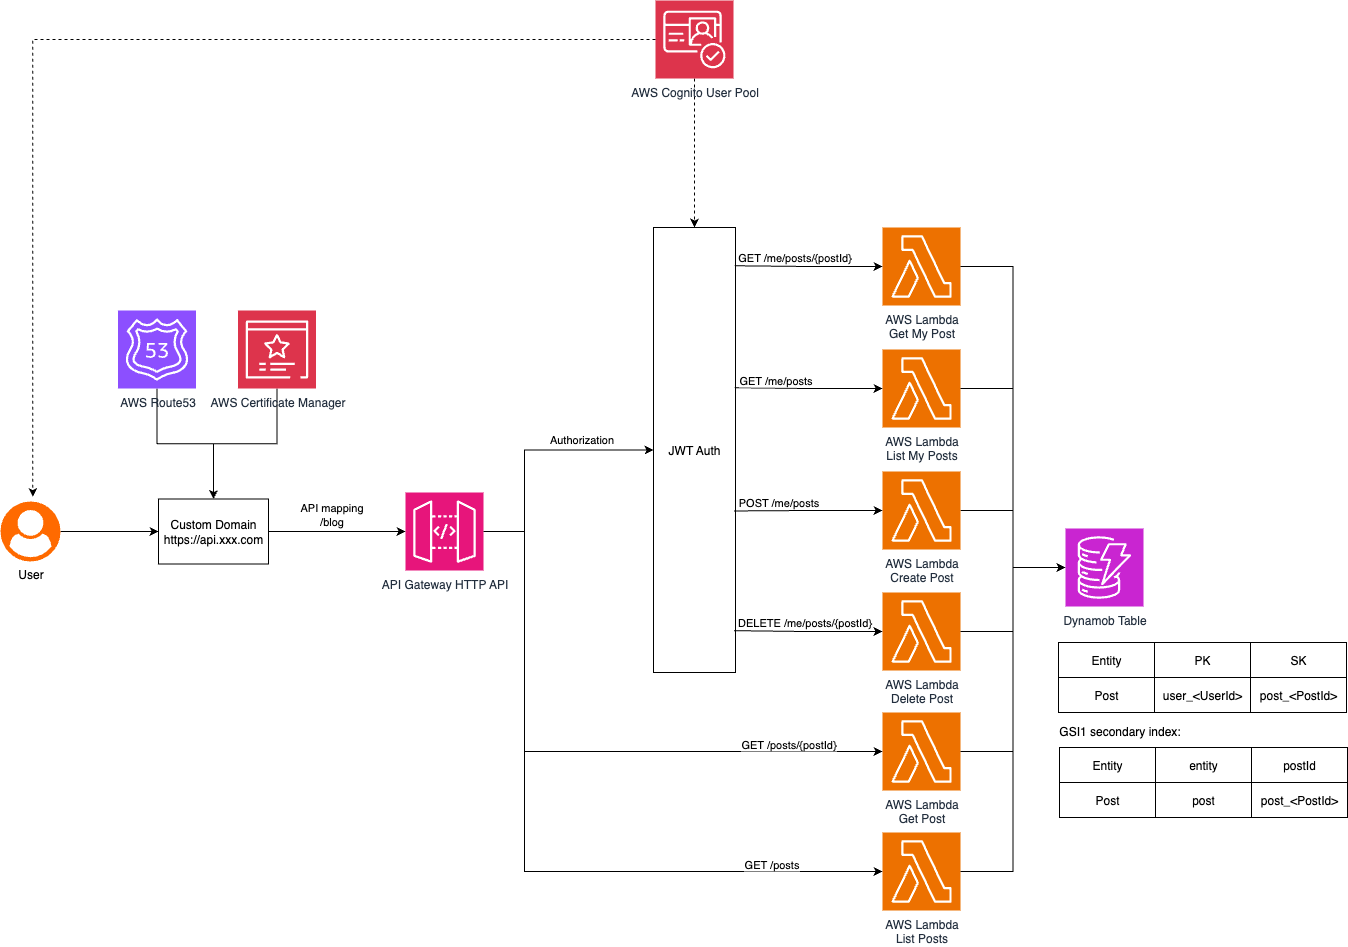 AWS Cognito User Pool
GET /me/posts/{postId}
AWS Lambda
Get My Post
53
AWS Route53
AWS Certificate Manager
GET /me/posts
AWS Lambda
List My Posts
Authorization
JWT Auth
API mapping
/blog
Custom Domain
https://api.xxx.com
User
</>
API Gateway HTTP API
POST /me/posts
AWS Lambda
Create Post
DELETE /me/posts/{postId}
AWS Lambda
Delete Post
GET /posts/{postId}
AWS Lambda
Get Post
GET /posts
AWS Lambda
List Posts
Dynamob Table
Entity PK SK
Post user_<UserId> post_<PostId>
GSI1 secondary index:
Entity entity postId
Post post post_<PostId>